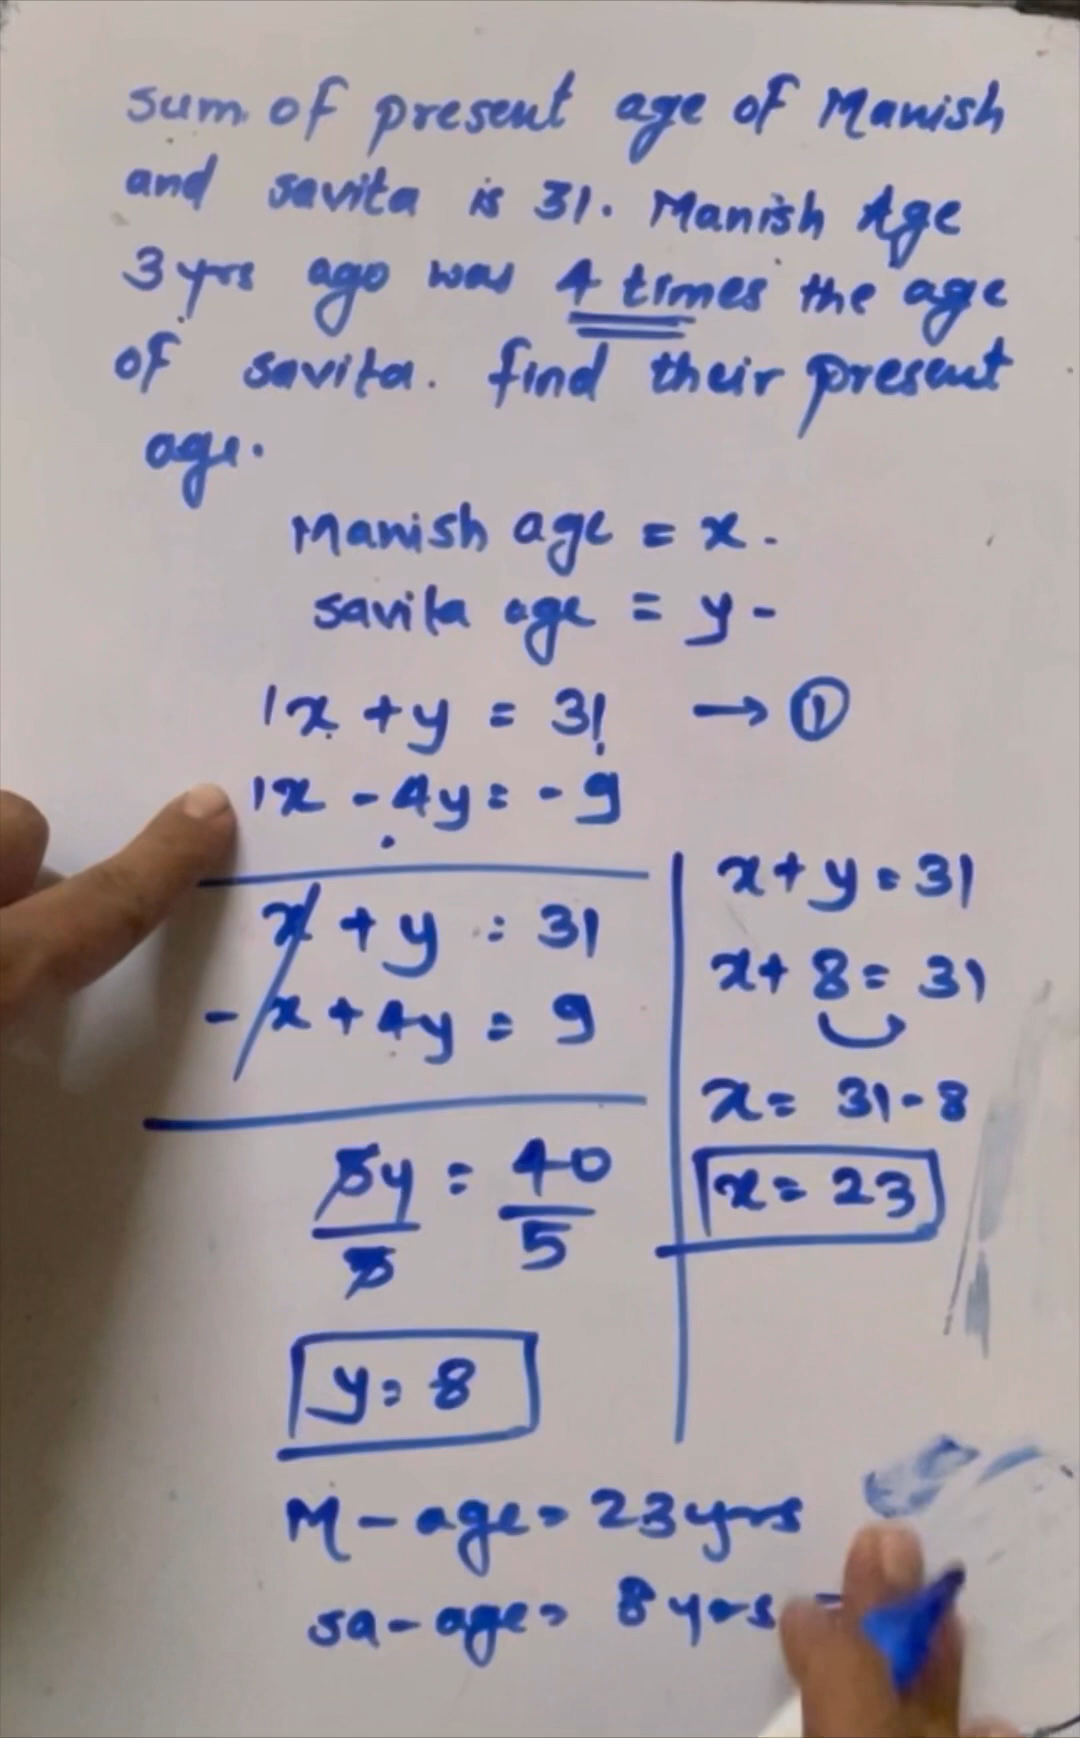 sum of present age of Manish
and savita is 31. Manish Age
3 yrs ago was 4 times the age
of savita. find their present
age.
Manish age = x.
savita age = y -
1x + y = 31 → ①
1x - 4y = -9
x + y = 31
- x + 4y = 9
5y = 40
5 5
y = 8
x + y = 31
x + 8 = 31
x = 31 - 8
x = 23
M - age = 23 yrs
sa - age = 8 yrs